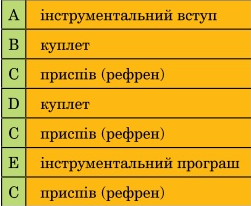 A інструментальний вступ
B куплет
C приспів (рефрен)
D куплет
C приспів (рефрен)
E інструментальний програш
C приспів (рефрен)